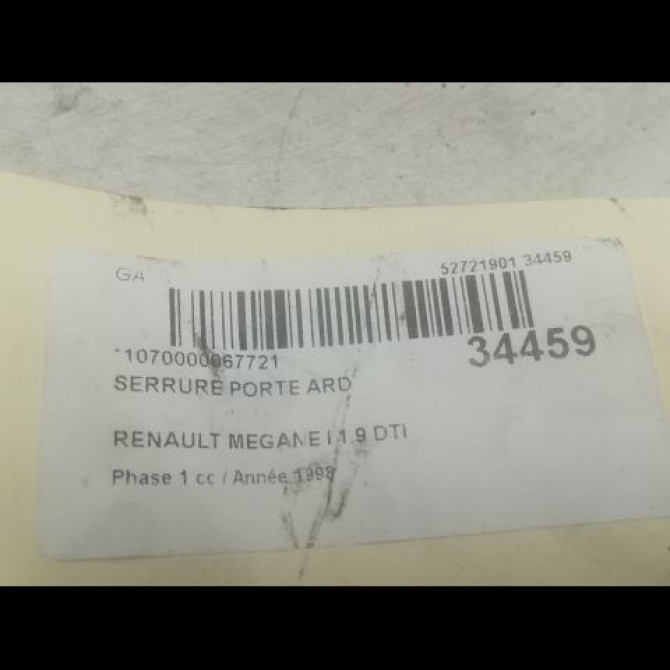 GA
52721901 34459
*1070000067721
34459
SERRURE PORTE ARD
RENAULT MEGANE I 1.9 DTI
Phase 1 cc / Année 1998